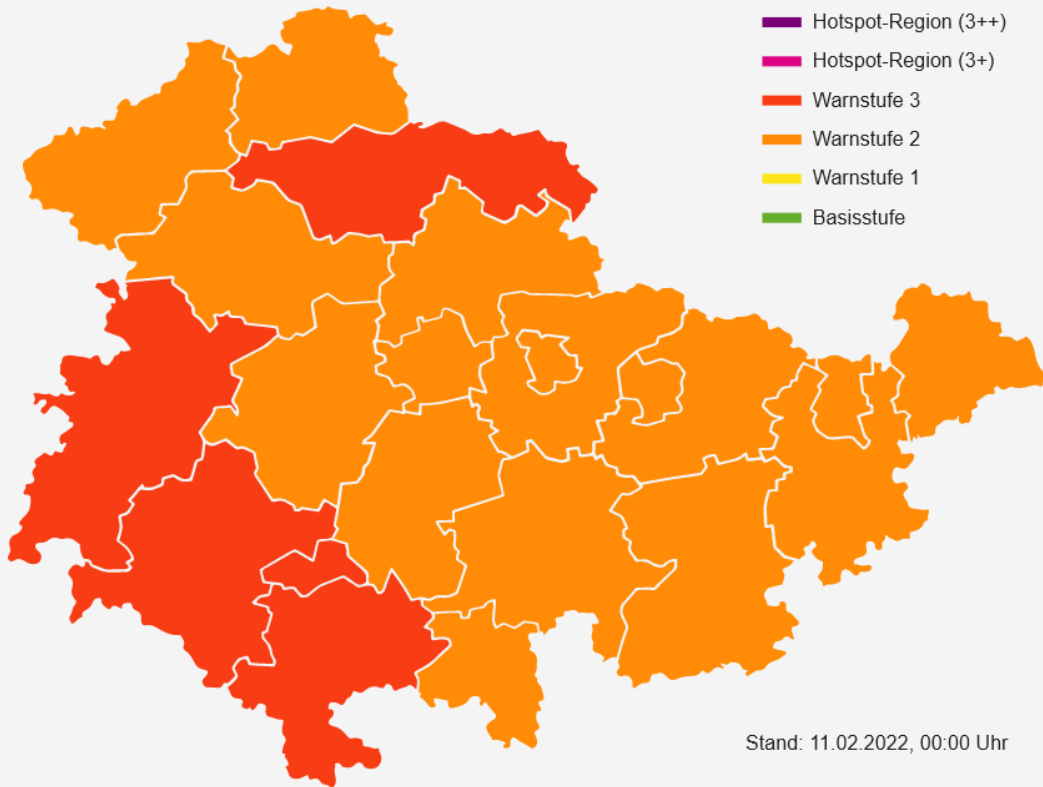 Hotspot-Region (3++)
Hotspot-Region (3+)
Warnstufe 3
Warnstufe 2
Warnstufe 1
Basisstufe
Stand: 11.02.2022, 00:00 Uhr